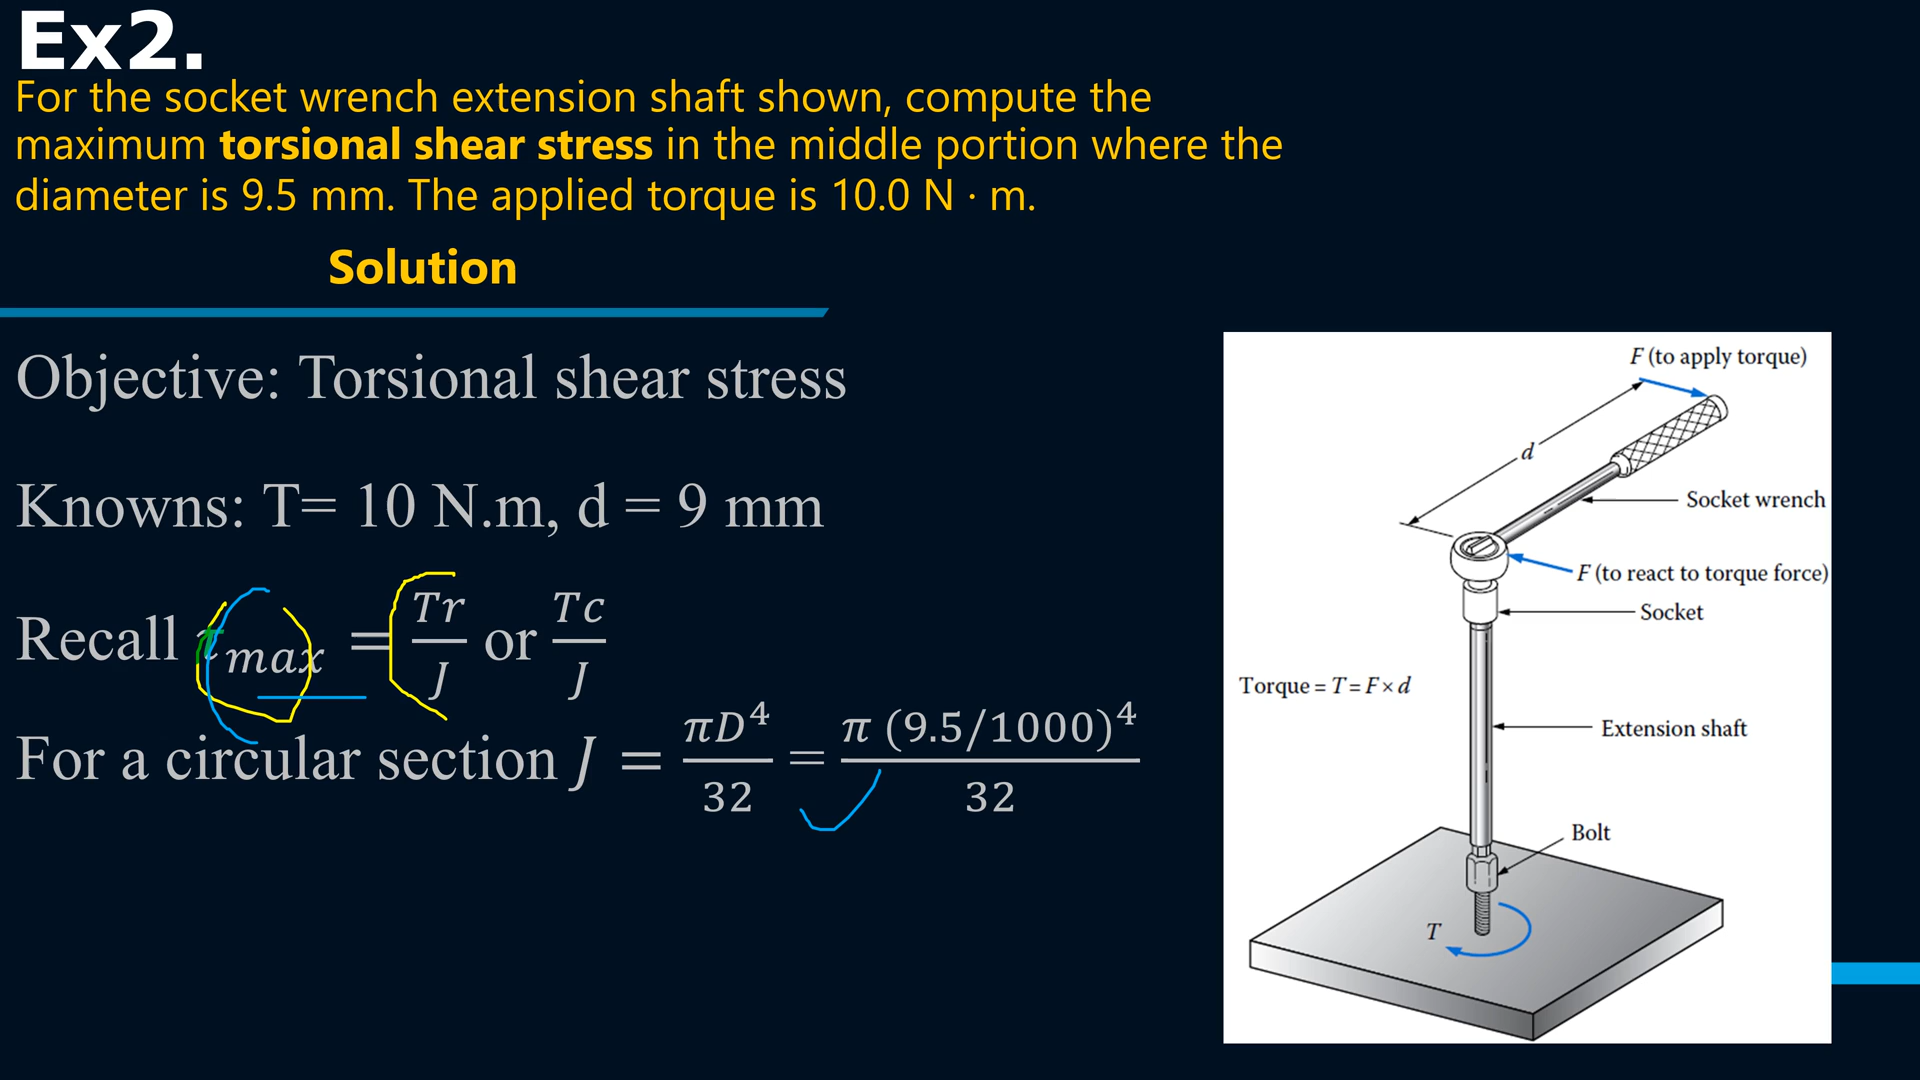 Ex2.
For the socket wrench extension shaft shown, compute the
maximum torsional shear stress in the middle portion where the
diameter is 9.5 mm. The applied torque is 10.0 N · m.
Solution
Objective: Torsional shear stress
Knowns: T= 10 N.m, d = 9 mm
Recall τ_max = Tr/J or Tc/J
For a circular section J = πD⁴/32 = π (9.5/1000)⁴/32
F (to apply torque)
d
Socket wrench
F (to react to torque force)
Socket
Torque = T = F × d
Extension shaft
Bolt
T